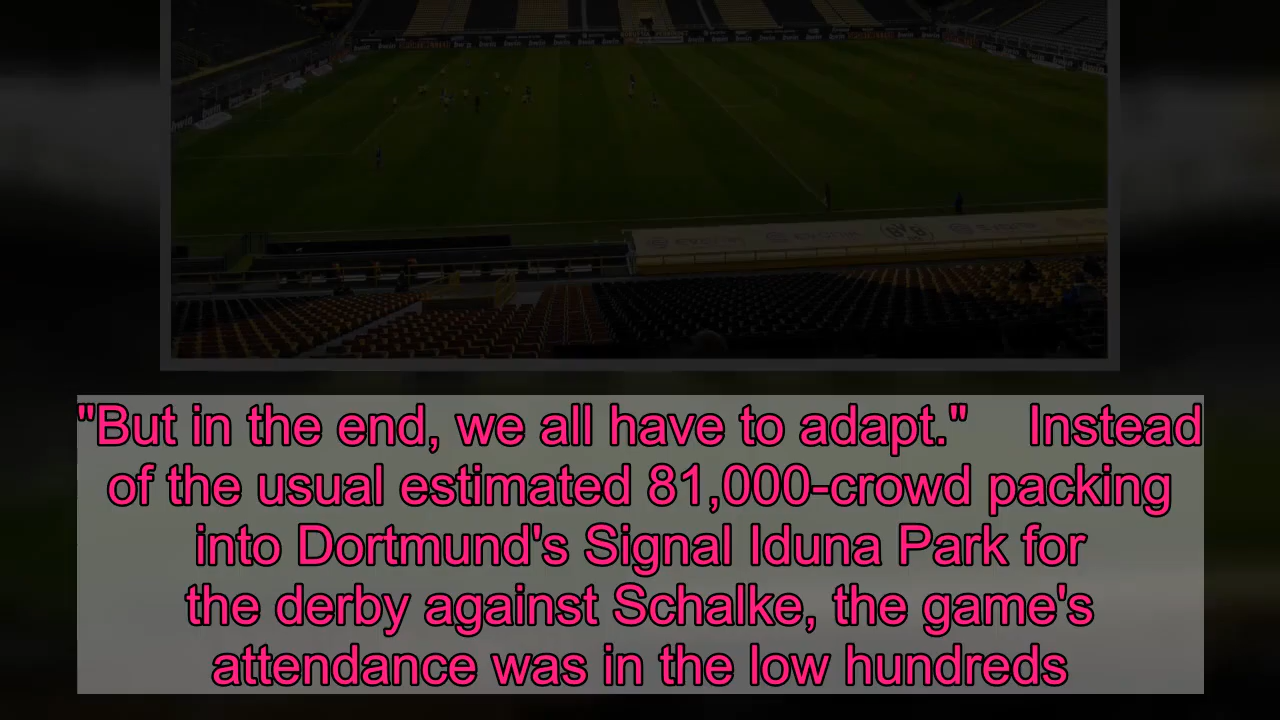 BVB
"But in the end, we all have to adapt." Instead
of the usual estimated 81,000-crowd packing
into Dortmund's Signal Iduna Park for
the derby against Schalke, the game's
attendance was in the low hundreds